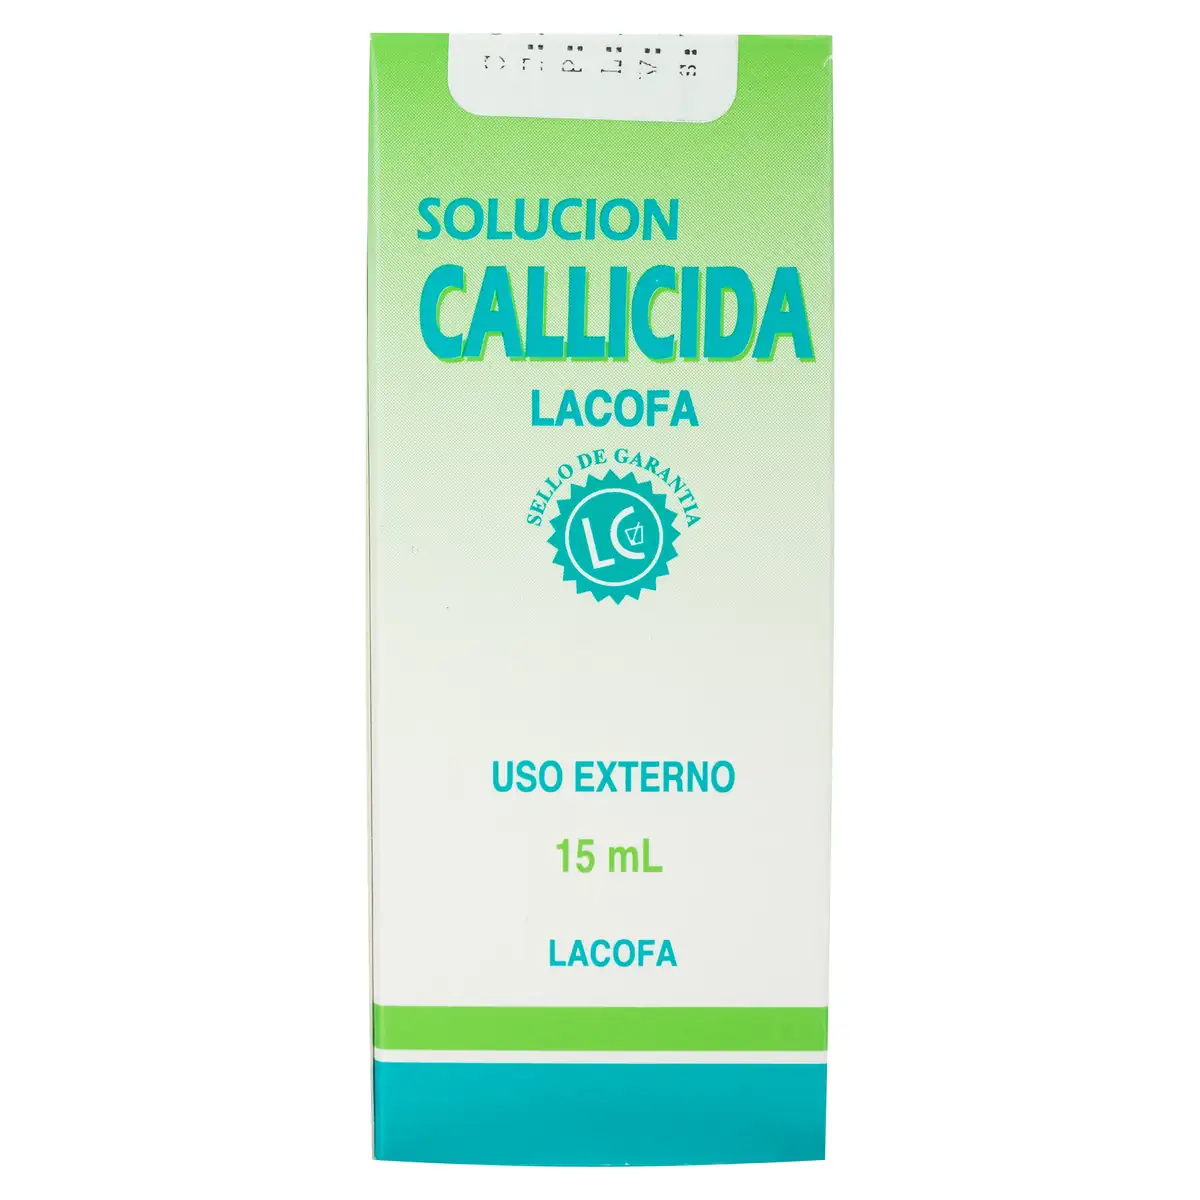 SOLUCION
CALLICIDA
LACOFA
SELLO DE GARANTIA
LC
USO EXTERNO
15 mL
LACOFA